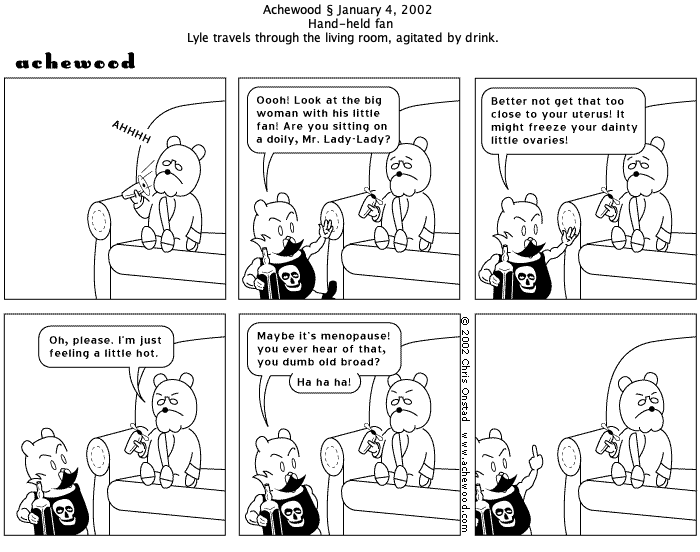 Achewood § January 4, 2002
Hand-held fan
Lyle travels through the living room, agitated by drink.
achewood
AHHHH
Oooh! Look at the big
woman with his little
fan! Are you sitting on
a doily, Mr. Lady-Lady?
Better not get that too
close to your uterus! It
might freeze your dainty
little ovaries!
Oh, please. I'm just
feeling a little hot.
Maybe it's menopause!
you ever hear of that,
you dumb old broad?
Ha ha ha!
© 2002 Chris Onstad www.achewood.com